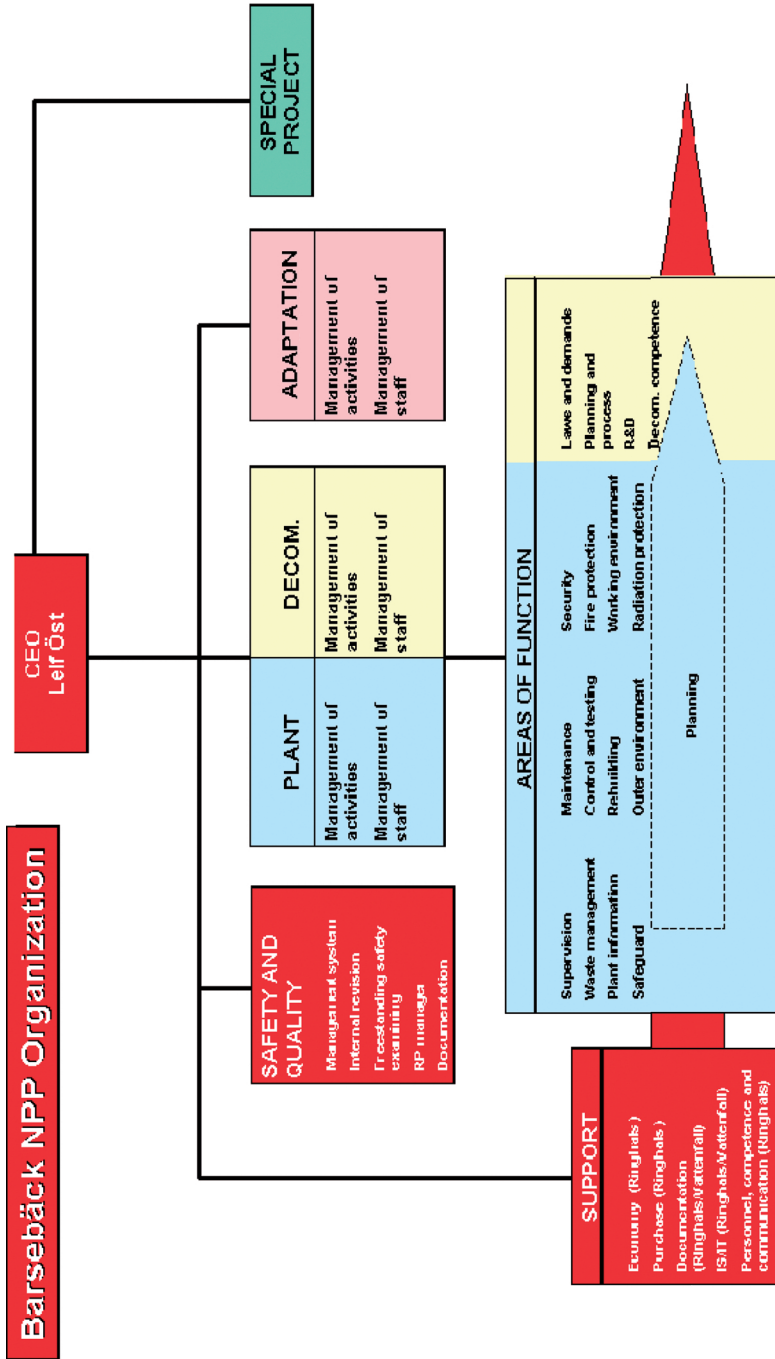 Barsebäck NPP Organization
CEO
Leif Öst
SAFETY AND
QUALITY
Management system
Internal revision
Freestanding safety
examining
RP manager
Documentation
PLANT
Management of
activities
Management of
staff
DECOM.
Management of
activities
Management of
staff
ADAPTATION
Management of
activities
Management of
staff
SPECIAL
PROJECT
SUPPORT
Economy (Ringhals)
Purchase (Ringhals)
Documentation
(Ringhals/Vattenfall)
IS/IT (Ringhals/Vattenfall)
Personnel, competence and
communication (Ringhals)
AREAS OF FUNCTION
Supervision
Waste management
Plant information
Safeguard
Maintenance
Control and testing
Rebuilding
Outer environment
Security
Fire protection
Working environment
Radiation protection
Laws and demands
Planning and
process
R&D
Decom. competence
Planning